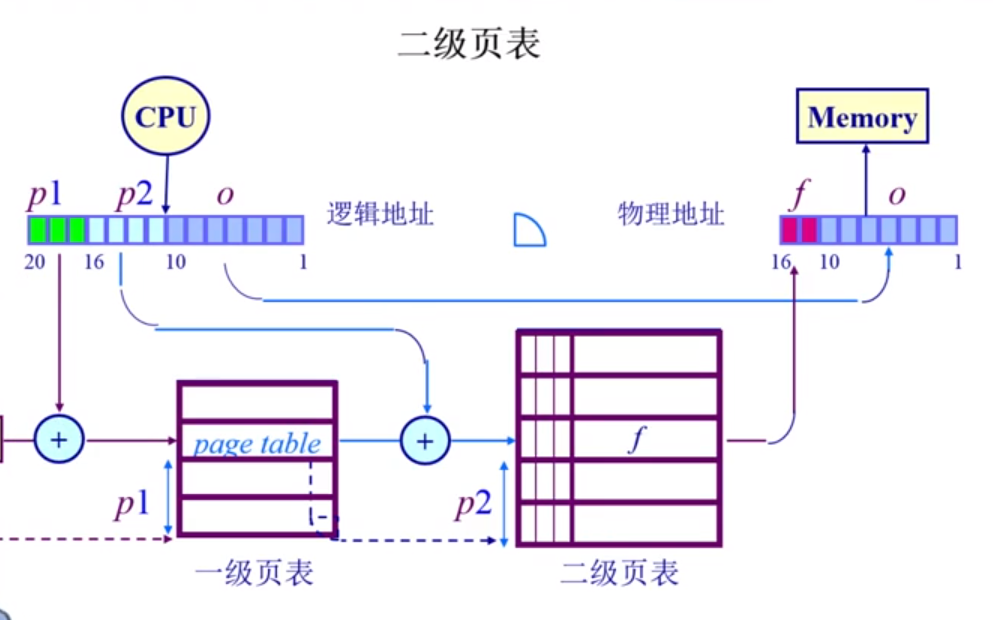 二级页表
CPU
Memory
p1 p2 o
逻辑地址
物理地址
f o
20 16 10 1
16 10 1
+
page table
+
f
p1
p2
一级页表
二级页表